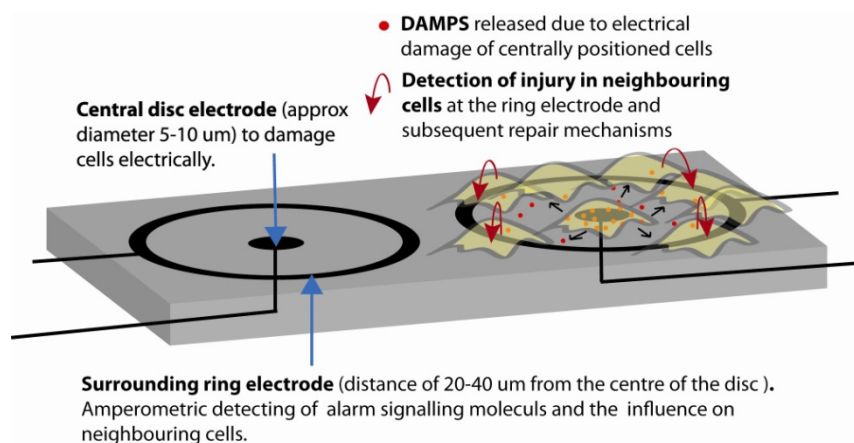 DAMPS released due to electrical
damage of centrally positioned cells
Detection of injury in neighbouring
cells at the ring electrode and
subsequent repair mechanisms
Central disc electrode (approx
diameter 5-10 um) to damage
cells electrically.
Surrounding ring electrode (distance of 20-40 um from the centre of the disc ).
Amperometric detecting of alarm signalling moleculs and the influence on
neighbouring cells.